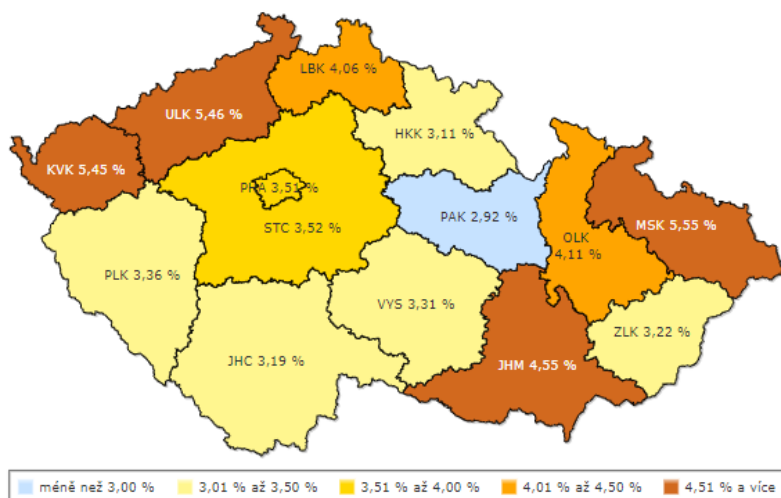 LBK 4,06 %
ULK 5,46 %
HKK 3,11 %
KVK 5,45 %
PRA 3,51 %
PAK 2,92 %
STC 3,52 %
MSK 5,55 %
OLK
4,11 %
PLK 3,36 %
VYS 3,31 %
ZLK 3,22 %
JHC 3,19 %
JHM 4,55 %
méně než 3,00 % 3,01 % až 3,50 % 3,51 % až 4,00 % 4,01 % až 4,50 % 4,51 % a více